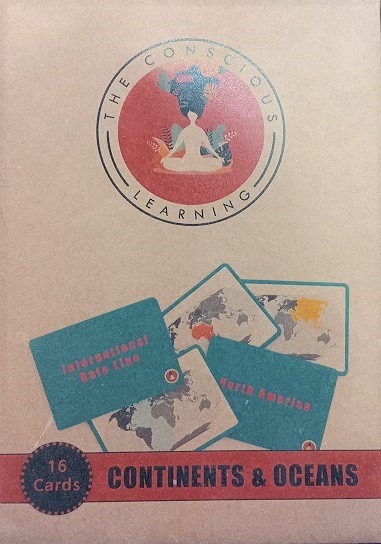 THE CONSCIOUS
LEARNING
International
Date Line
North America
16
Cards
CONTINENTS & OCEANS